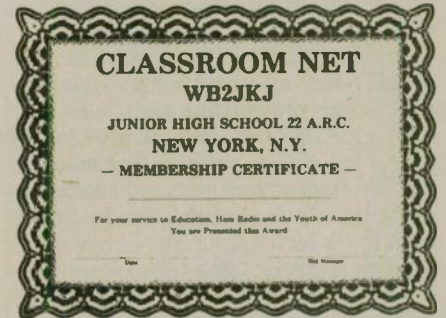 CLASSROOM NET
WB2JKJ
JUNIOR HIGH SCHOOL 22 A.R.C.
NEW YORK, N.Y.
— MEMBERSHIP CERTIFICATE —
For your service to Education, Ham Radio and the Youth of America
You are Presented this Award
Date Net Manager